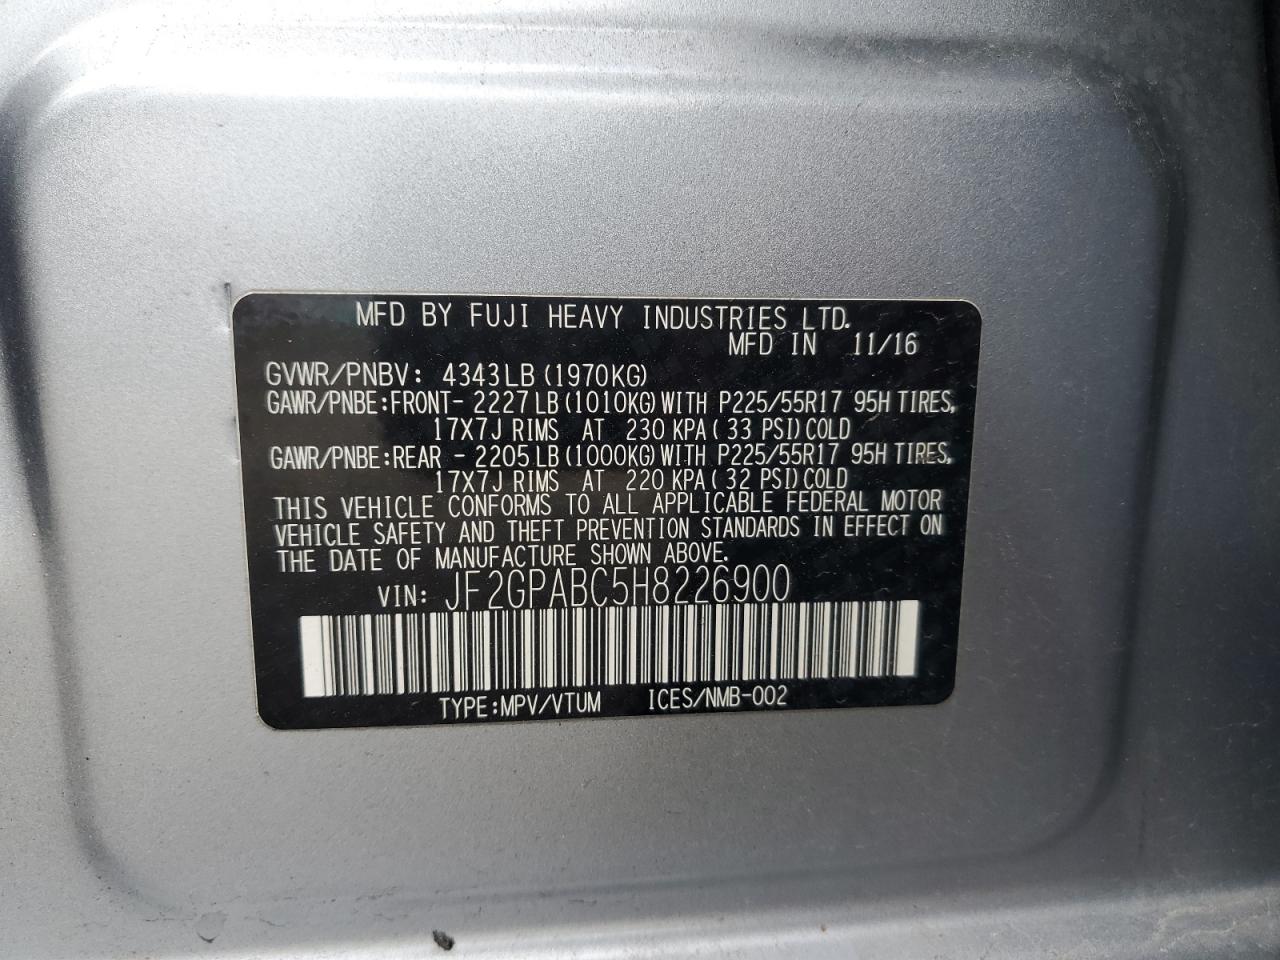 MFD BY FUJI HEAVY INDUSTRIES LTD.
MFD IN 11/16
GVWR/PNBV: 4343LB (1970KG)
GAWR/PNBE:FRONT- 2227LB (1010KG) WITH P225/55R17 95H TIRES,
17X7J RIMS AT 230 KPA ( 33 PSI) COLD
GAWR/PNBE:REAR - 2205LB (1000KG) WITH P225/55R17 95H TIRES,
17X7J RIMS AT 220 KPA ( 32 PSI) COLD
THIS VEHICLE CONFORMS TO ALL APPLICABLE FEDERAL MOTOR
VEHICLE SAFETY AND THEFT PREVENTION STANDARDS IN EFFECT ON
THE DATE OF MANUFACTURE SHOWN ABOVE.
VIN: JF2GPABC5H8226900
TYPE:MPV/VTUM ICES/NMB-002